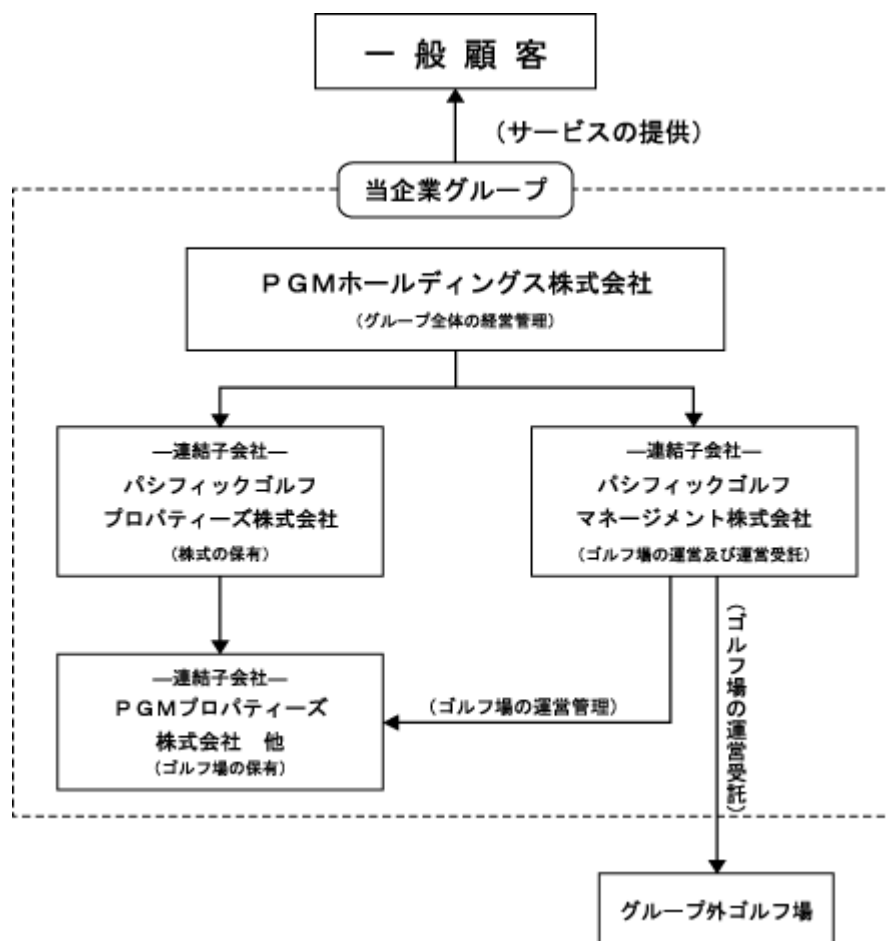 一般顧客
（サービスの提供）
当企業グループ
ＰＧＭホールディングス株式会社
（グループ全体の経営管理）
―連結子会社―
パシフィックゴルフ
プロパティーズ株式会社
（株式の保有）
―連結子会社―
パシフィックゴルフ
マネージメント株式会社
（ゴルフ場の運営及び運営受託）
―連結子会社―
ＰＧＭプロパティーズ
株式会社　他
（ゴルフ場の保有）
（ゴルフ場の運営管理）
（ゴルフ場の運営受託）
グループ外ゴルフ場